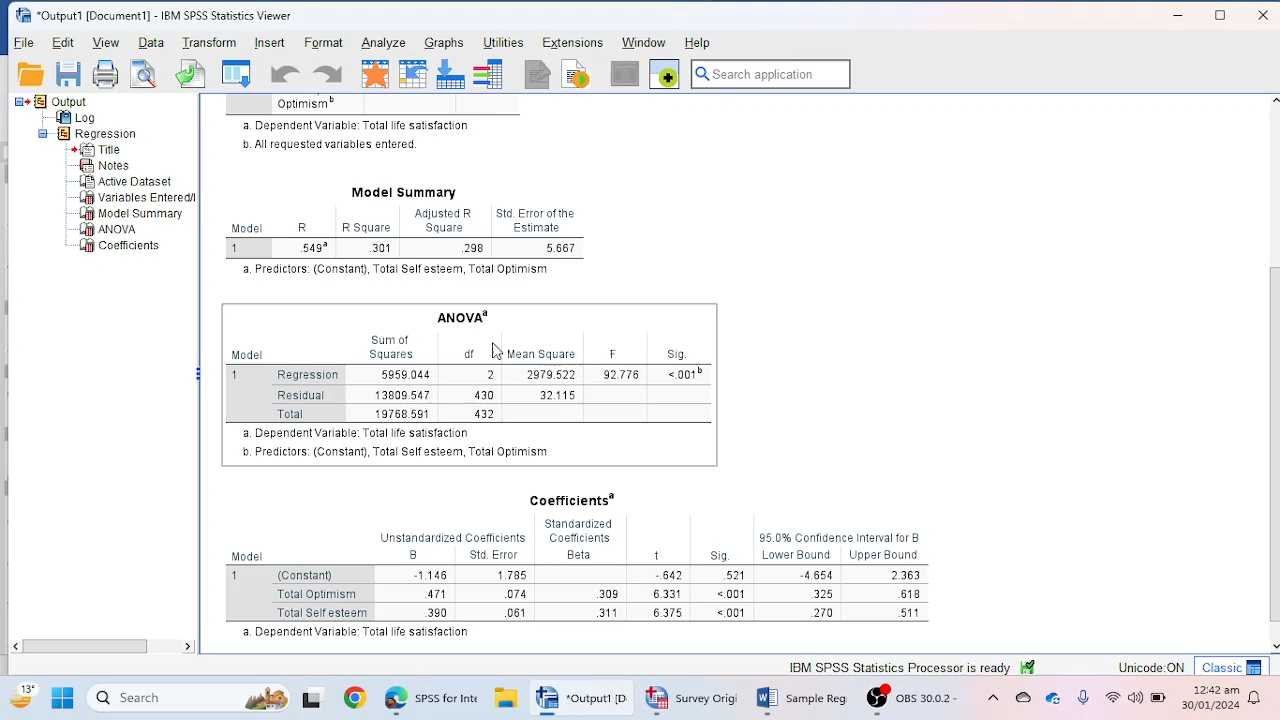 *Output1 [Document1] - IBM SPSS Statistics Viewer
File Edit View Data Transform Insert Format Analyze Graphs Utilities Extensions Window Help
Search application
Output
Log
Regression
Title
Notes
Active Dataset
Variables Entered/
Model Summary
ANOVA
Coefficients
Optimism b
a. Dependent Variable: Total life satisfaction
b. All requested variables entered.
Model Summary
Model R R Square Adjusted R Square Std. Error of the Estimate
1 .549a .301 .298 5.667
a. Predictors: (Constant), Total Self esteem, Total Optimism
ANOVAa
Model Sum of Squares df Mean Square F Sig.
1 Regression 5959.044 2 2979.522 92.776 <.001b
Residual 13809.547 430 32.115
Total 19768.591 432
a. Dependent Variable: Total life satisfaction
b. Predictors: (Constant), Total Self esteem, Total Optimism
Coefficientsa
Unstandardized Coefficients Standardized Coefficients 95.0% Confidence Interval for B
Model B Std. Error Beta t Sig. Lower Bound Upper Bound
1 (Constant) -1.146 1.785 -.642 .521 -4.654 2.363
Total Optimism .471 .074 .309 6.331 <.001 .325 .618
Total Self esteem .390 .061 .311 6.375 <.001 .270 .511
a. Dependent Variable: Total life satisfaction
IBM SPSS Statistics Processor is ready Unicode:ON Classic
13° Search SPSS for Inte *Output1 [D Survey Origi Sample Reg OBS 30.0.2 - 12:42 am
30/01/2024